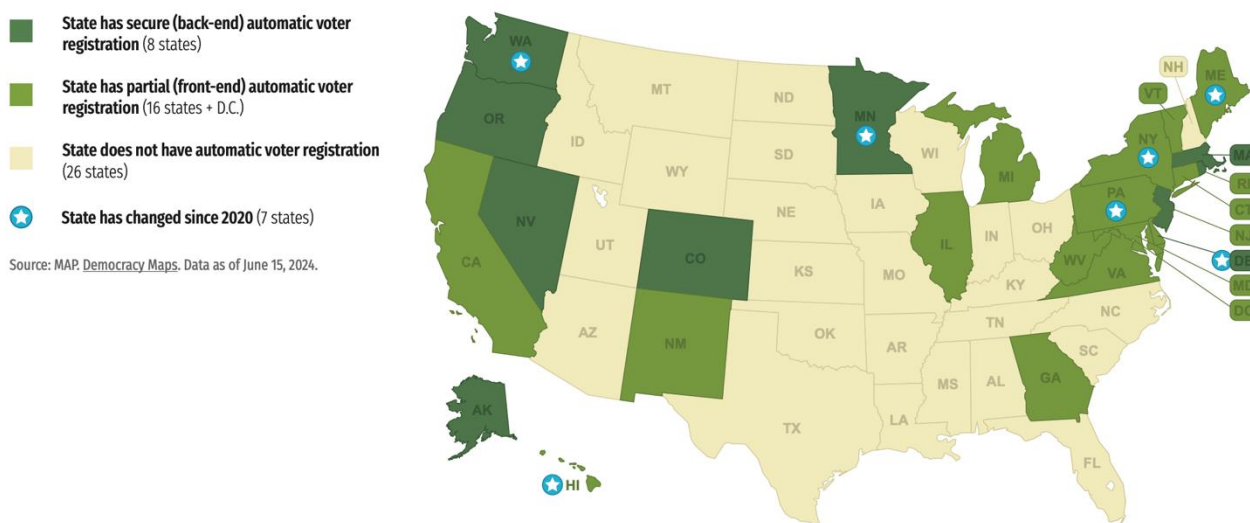 State has secure (back-end) automatic voter
registration (8 states)
State has partial (front-end) automatic voter
registration (16 states + D.C.)
State does not have automatic voter registration
(26 states)
State has changed since 2020 (7 states)
Source: MAP. Democracy Maps. Data as of June 15, 2024.
WA
OR
CA
NV
ID
MT
WY
UT
AZ
CO
NM
ND
SD
NE
KS
OK
TX
MN
IA
MO
AR
LA
WI
IL
MI
IN
OH
KY
TN
MS
AL
GA
FL
SC
NC
VA
WV
PA
NY
VT
NH
ME
MA
RI
CT
NJ
DE
MD
DC
AK
HI